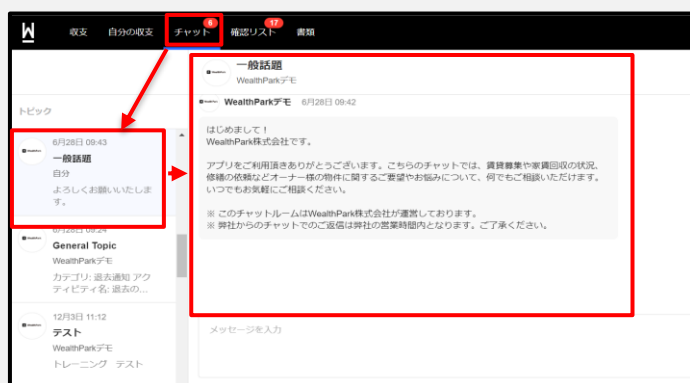 収支 自分の収支 チャット 6 確認リスト 17 書類
トピック
6月28日 09:43
一般話題
自分
よろしくお願いいたしま
す。
6月28日 09:24
General Topic
WealthParkデモ
カテゴリ: 退去通知 アク
ティビティ名: 退去の...
12月3日 11:12
テスト
WealthParkデモ
トレーニング テスト
一般話題
WealthParkデモ
WealthParkデモ 6月28日 09:42
はじめまして！
WealthPark株式会社です。
アプリをご利用頂きありがとうございます。こちらのチャットでは、賃貸募集や家賃回収の状況、
修繕の依頼などオーナー様の物件に関するご要望やお悩みについて、何でもご相談いただけます。
いつでもお気軽にご相談ください。
※ このチャットルームはWealthPark株式会社が運営しております。
※ 弊社からのチャットでのご返信は弊社の営業時間内となります。ご了承ください。
メッセージを入力